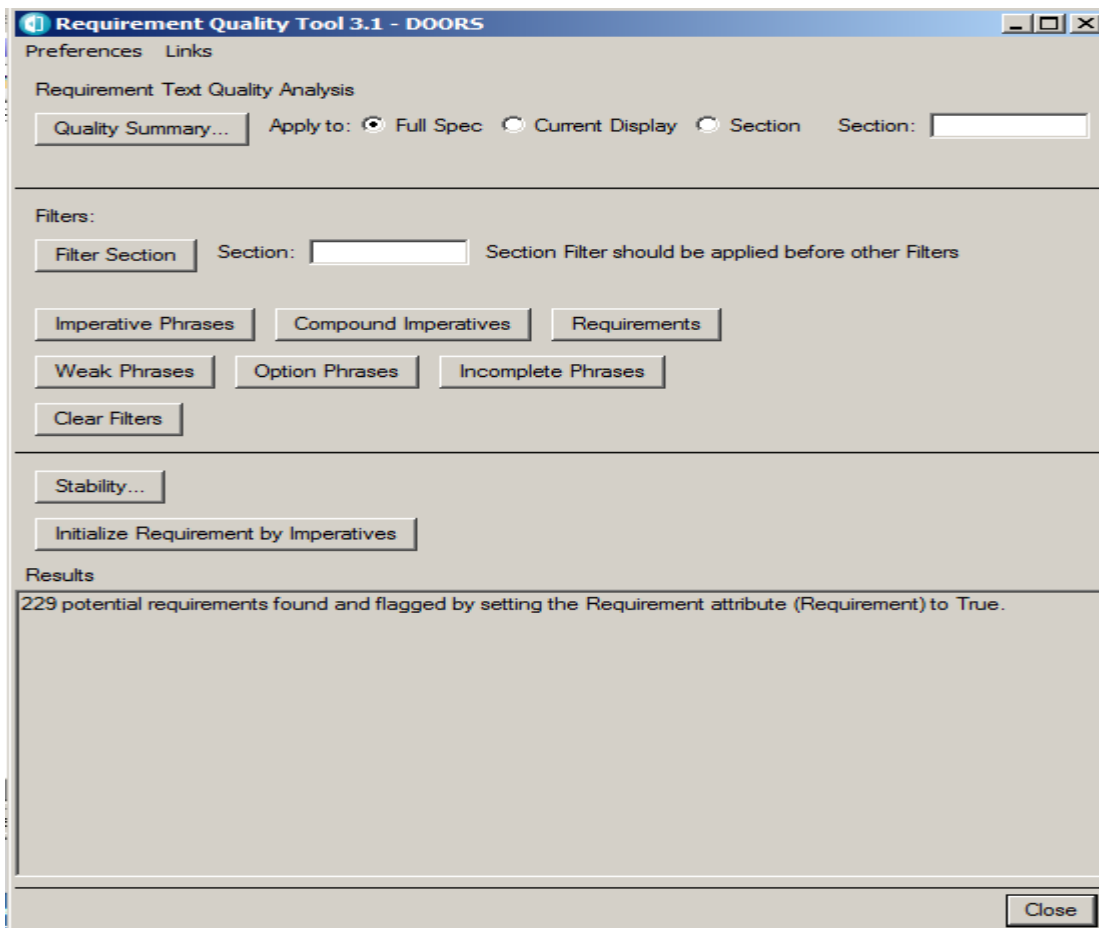 Requirement Quality Tool 3.1 - DOORS
Preferences Links
Requirement Text Quality Analysis
Quality Summary... Apply to: Full Spec Current Display Section Section:
Filters:
Filter Section Section: Section Filter should be applied before other Filters
Imperative Phrases Compound Imperatives Requirements
Weak Phrases Option Phrases Incomplete Phrases
Clear Filters
Stability...
Initialize Requirement by Imperatives
Results
229 potential requirements found and flagged by setting the Requirement attribute (Requirement) to True.
Close